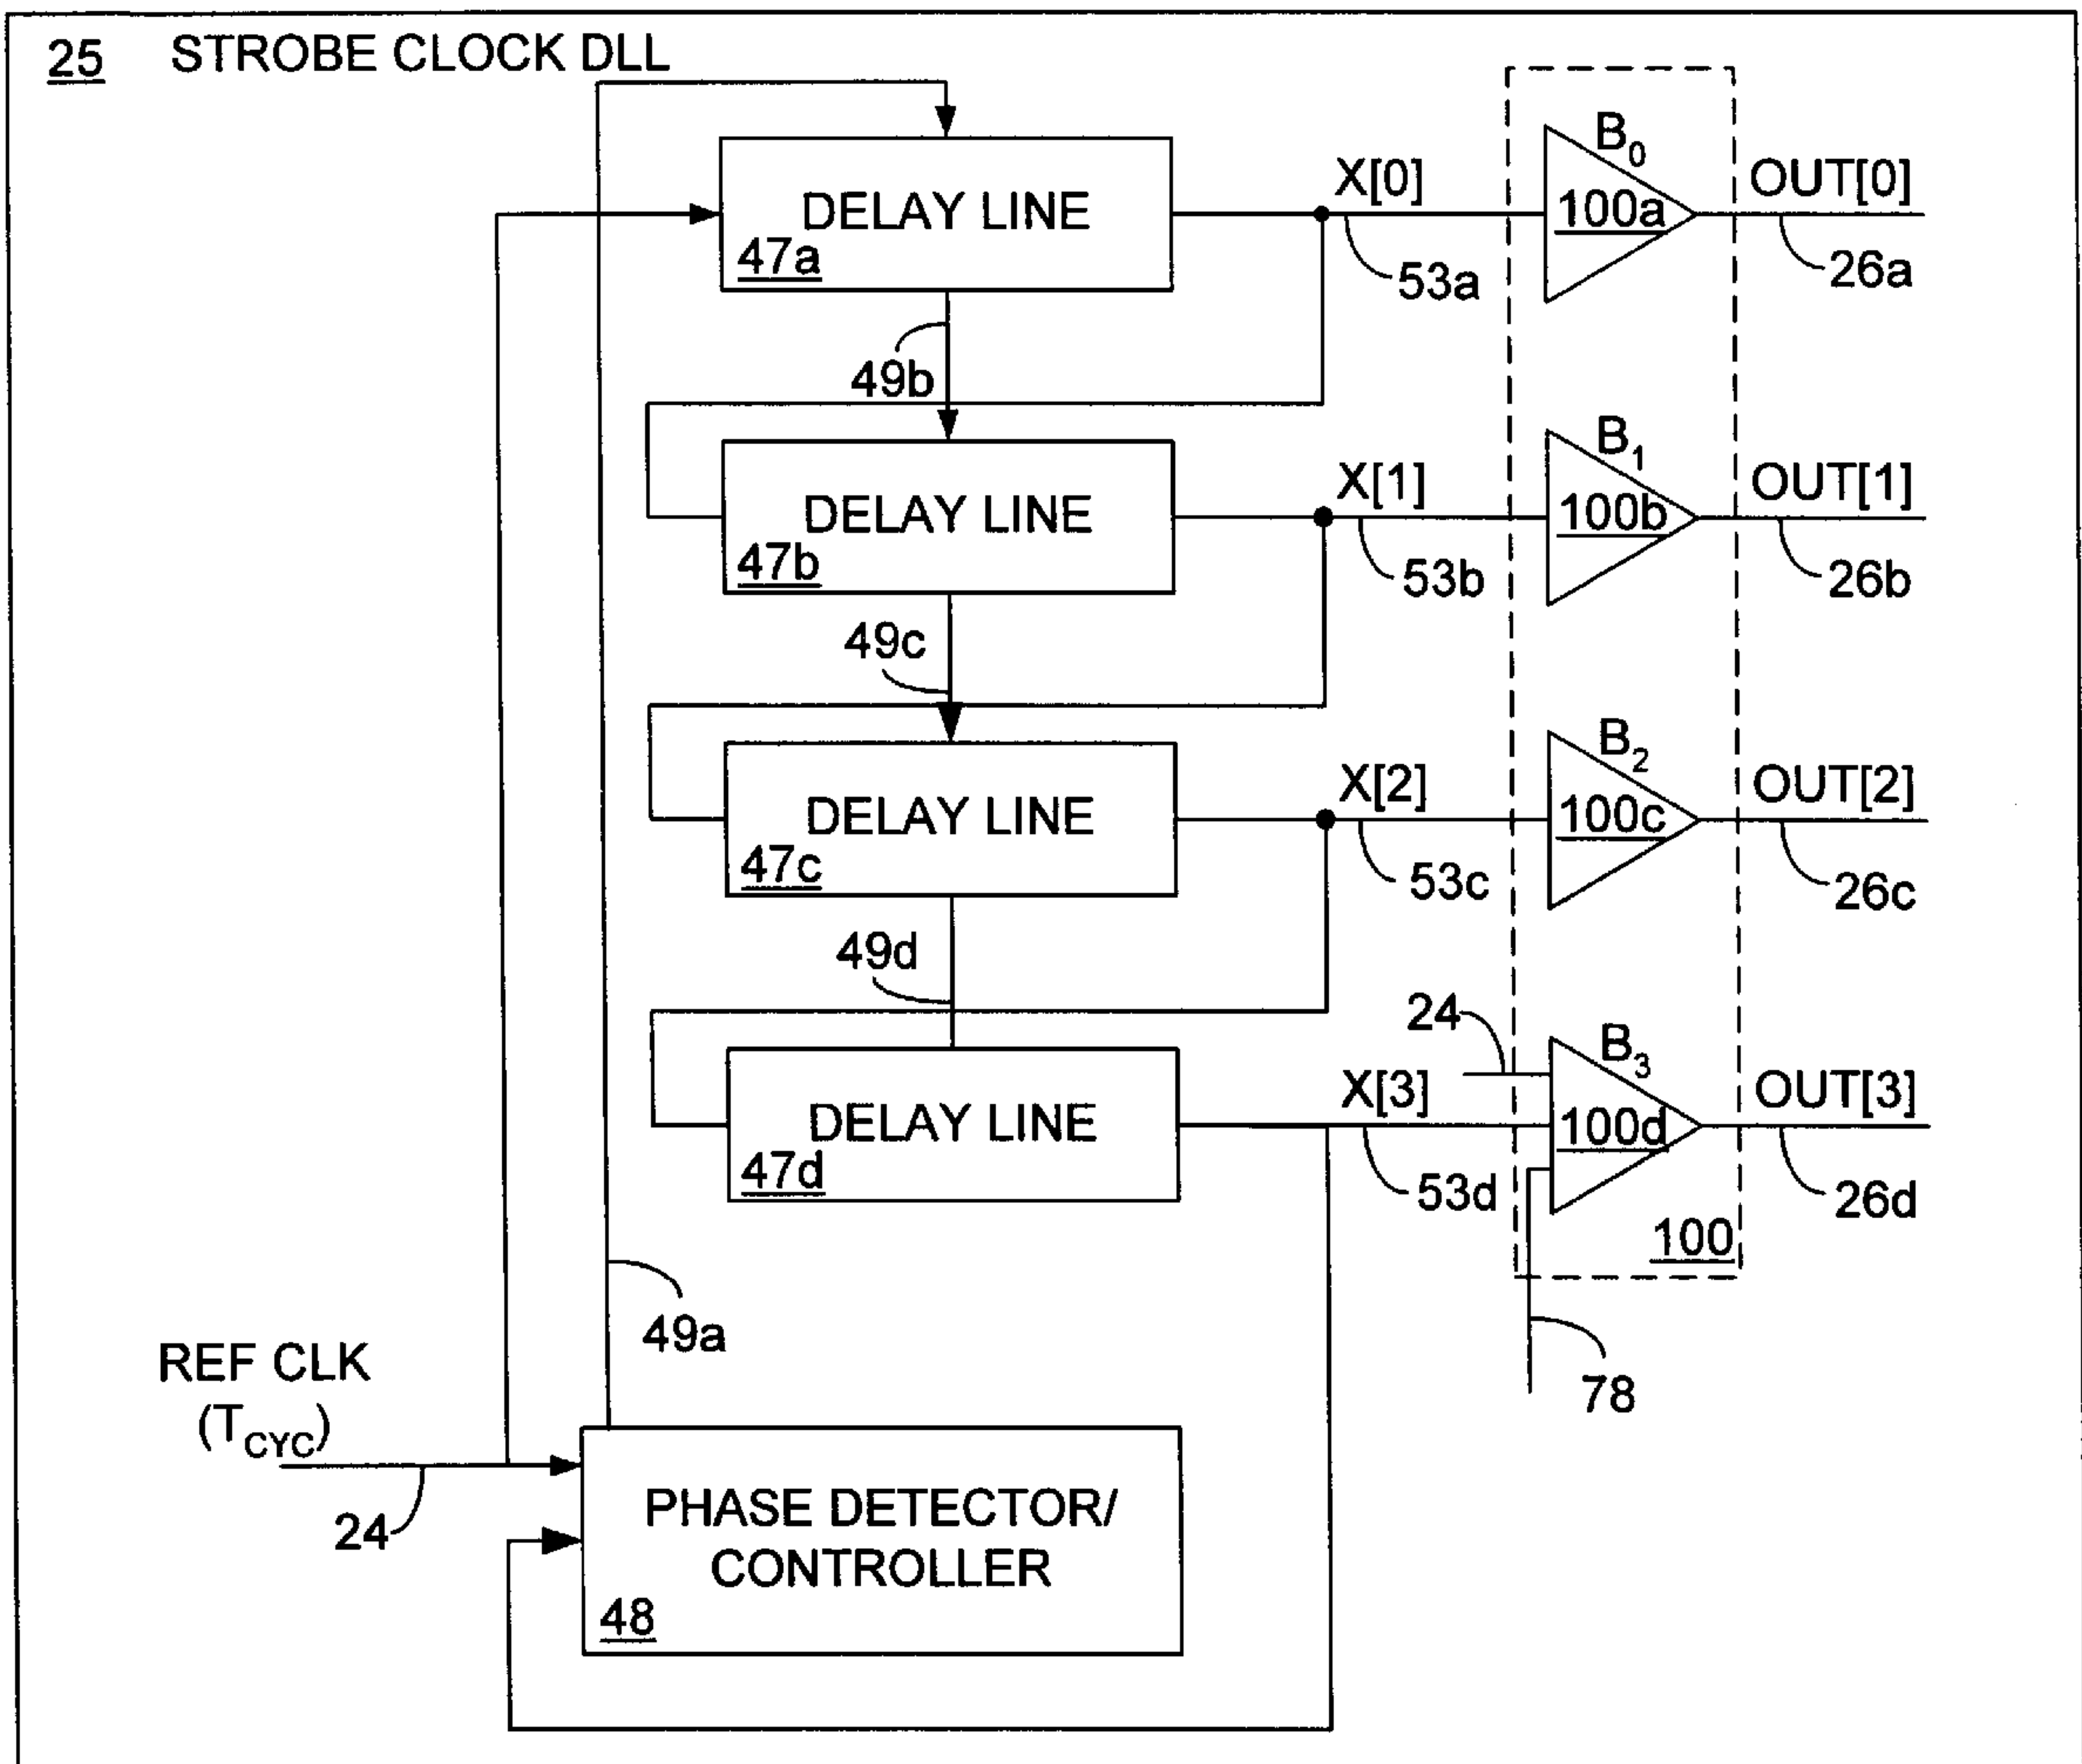 25 STROBE CLOCK DLL
DELAY LINE
47a
X[0]
53a
B0
100a
OUT[0]
26a
49b
DELAY LINE
47b
X[1]
53b
B1
100b
OUT[1]
26b
49c
DELAY LINE
47c
X[2]
53c
B2
100c
OUT[2]
26c
49d
24
DELAY LINE
47d
X[3]
53d
B3
100d
OUT[3]
26d
100
49a
78
REF CLK
(TCYC)
24
PHASE DETECTOR/
CONTROLLER
48